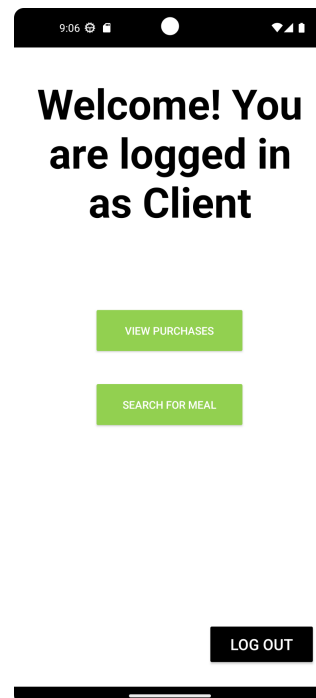 9:06
Welcome! You
are logged in
as Client
VIEW PURCHASES
SEARCH FOR MEAL
LOG OUT